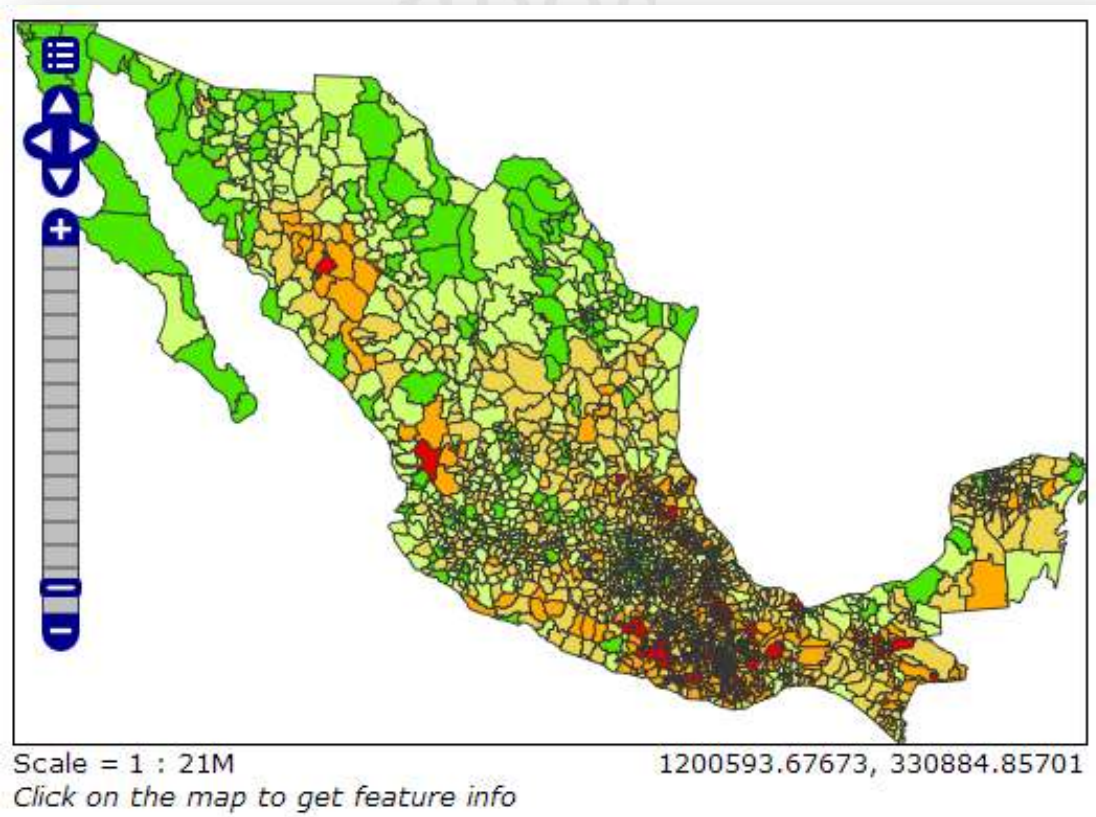 Scale = 1 : 21M
1200593.67673, 330884.85701
Click on the map to get feature info